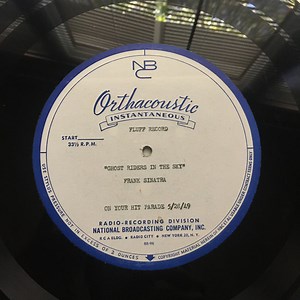 NBC
Orthacoustic
INSTANTANEOUS
FLUFF RECORD
START
33⅓ R.P.M.
"GHOST RIDERS IN THE SKY"
FRANK SINATRA
ON YOUR HIT PARADE 5/28/49
RADIO-RECORDING DIVISION
NATIONAL BROADCASTING COMPANY, INC.
RCA BLDG. • RADIO CITY • NEW YORK 20, N. Y.